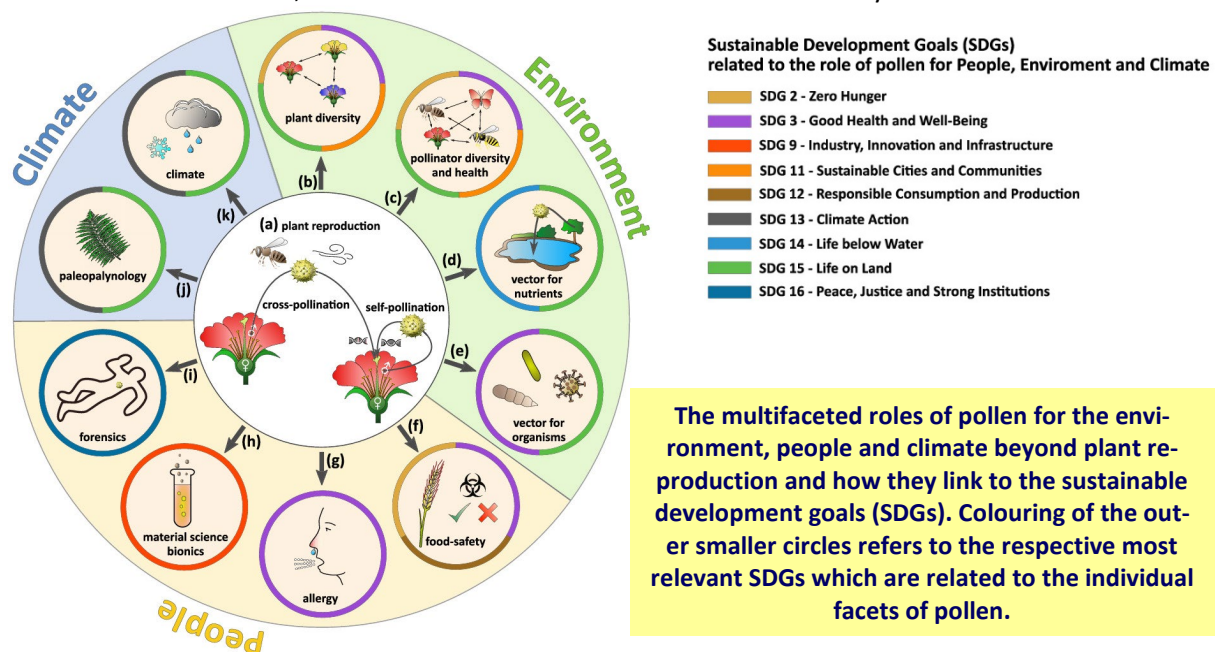 Climate
Environment
people
plant diversity
pollinator diversity
and health
vector for
nutrients
vector for
organisms
food-safety
allergy
material science
bionics
forensics
paleopalynology
climate
(a) plant reproduction
cross-pollination
self-pollination
(b)
(c)
(d)
(e)
(f)
(g)
(h)
(i)
(j)
(k)
Sustainable Development Goals (SDGs)
related to the role of pollen for People, Enviroment and Climate
SDG 2 - Zero Hunger
SDG 3 - Good Health and Well-Being
SDG 9 - Industry, Innovation and Infrastructure
SDG 11 - Sustainable Cities and Communities
SDG 12 - Responsible Consumption and Production
SDG 13 - Climate Action
SDG 14 - Life below Water
SDG 15 - Life on Land
SDG 16 - Peace, Justice and Strong Institutions
The multifaceted roles of pollen for the envi-
ronment, people and climate beyond plant re-
production and how they link to the sustainable
development goals (SDGs). Colouring of the out-
er smaller circles refers to the respective most
relevant SDGs which are related to the individual
facets of pollen.